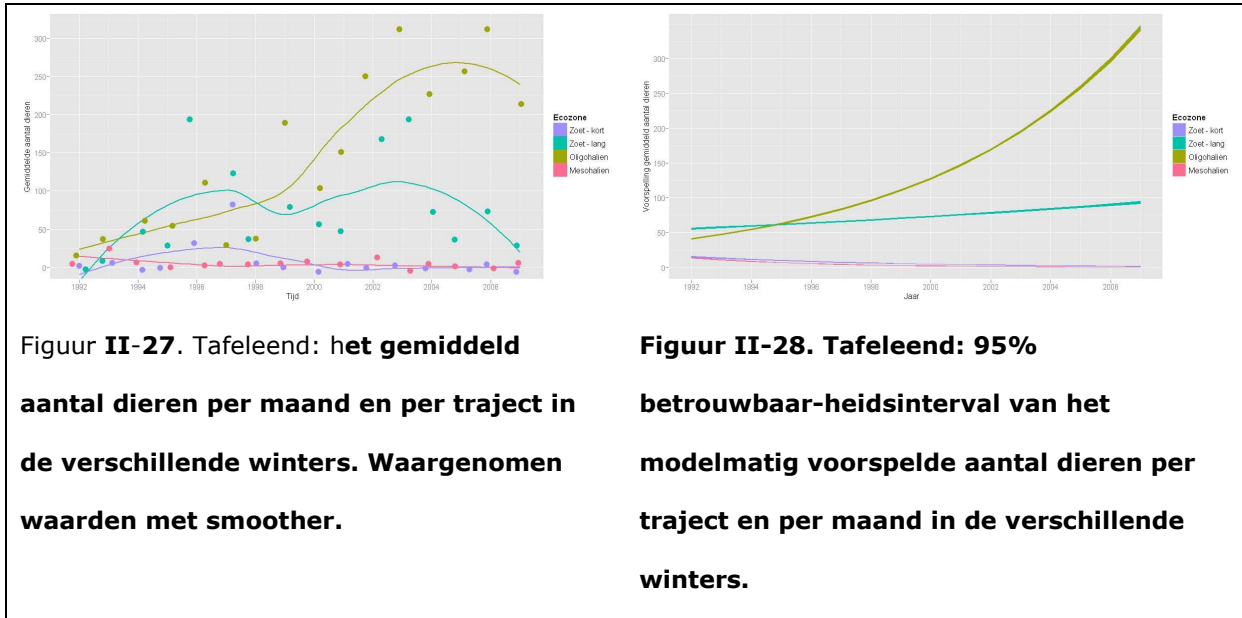 300
250
200
150
100
50
0
Gemiddelde aantal dieren
1992 1994 1996 1998 2000 2002 2004 2006
Tijd
Ecozone
Zoet - kort
Zoet - lang
Oligohalien
Mesohalien
300
250
200
150
100
50
0
Voorspelling gemiddeld aantal dieren
1992 1994 1996 1998 2000 2002 2004 2006
Jaar
Ecozone
Zoet - kort
Zoet - lang
Oligohalien
Mesohalien
Figuur II-27. Tafeleend: het gemiddeld
aantal dieren per maand en per traject in
de verschillende winters. Waargenomen
waarden met smoother.
Figuur II-28. Tafeleend: 95%
betrouwbaar-heidsinterval van het
modelmatig voorspelde aantal dieren per
traject en per maand in de verschillende
winters.